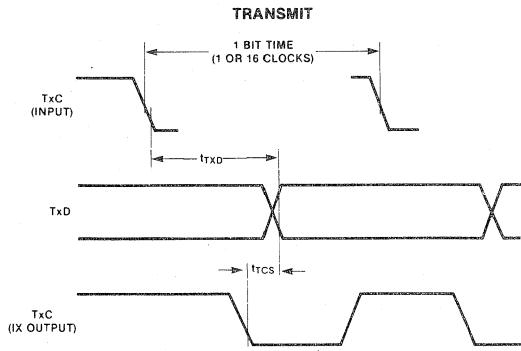 TRANSMIT
1 BIT TIME
(1 OR 16 CLOCKS)
TxC
(INPUT)
tTXD
TxD
tTCS
TxC
(IX OUTPUT)